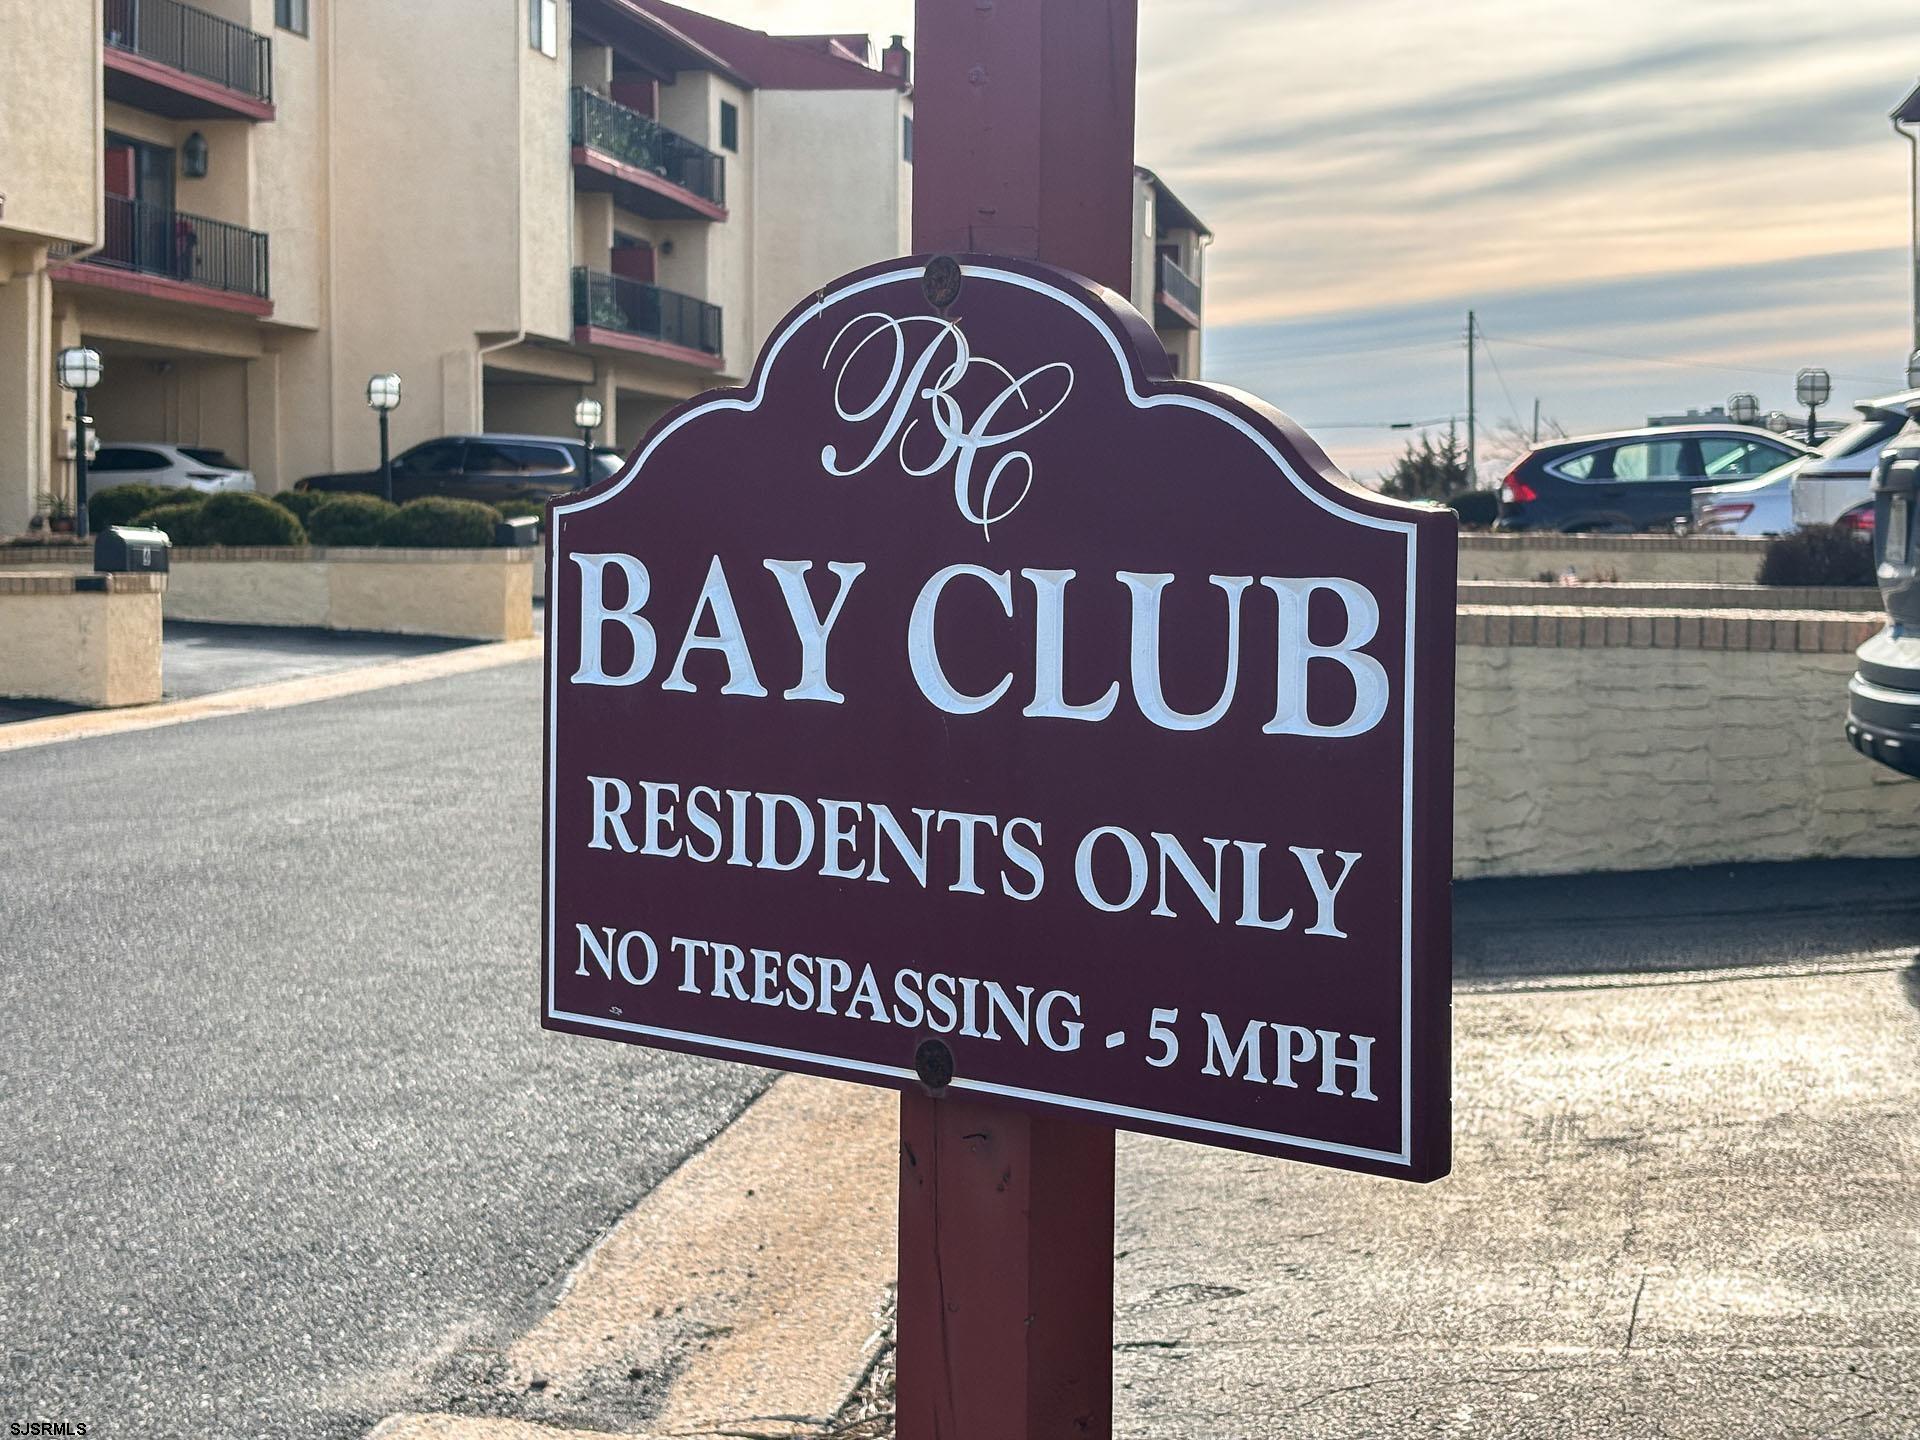 BC
BAY CLUB
RESIDENTS ONLY
NO TRESPASSING - 5 MPH
SJSRMLS